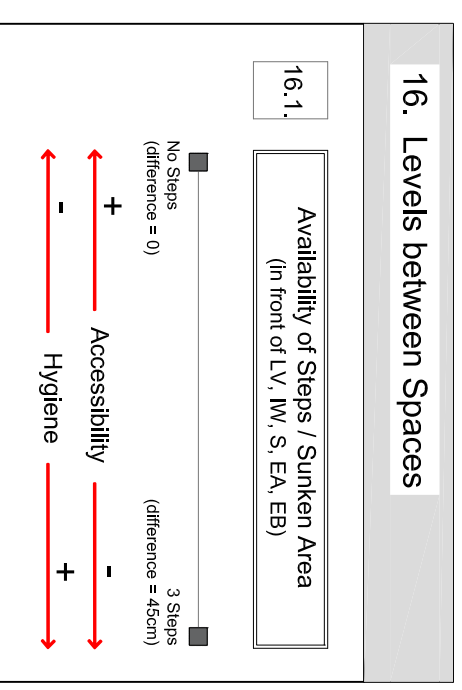 16. Levels between Spaces
16.1.
Availability of Steps / Sunken Area
(in front of LV, IW, S, EA, EB)
No Steps
(difference = 0)
3 Steps
(difference = 45cm)
+ Accessibility -
- Hygiene +